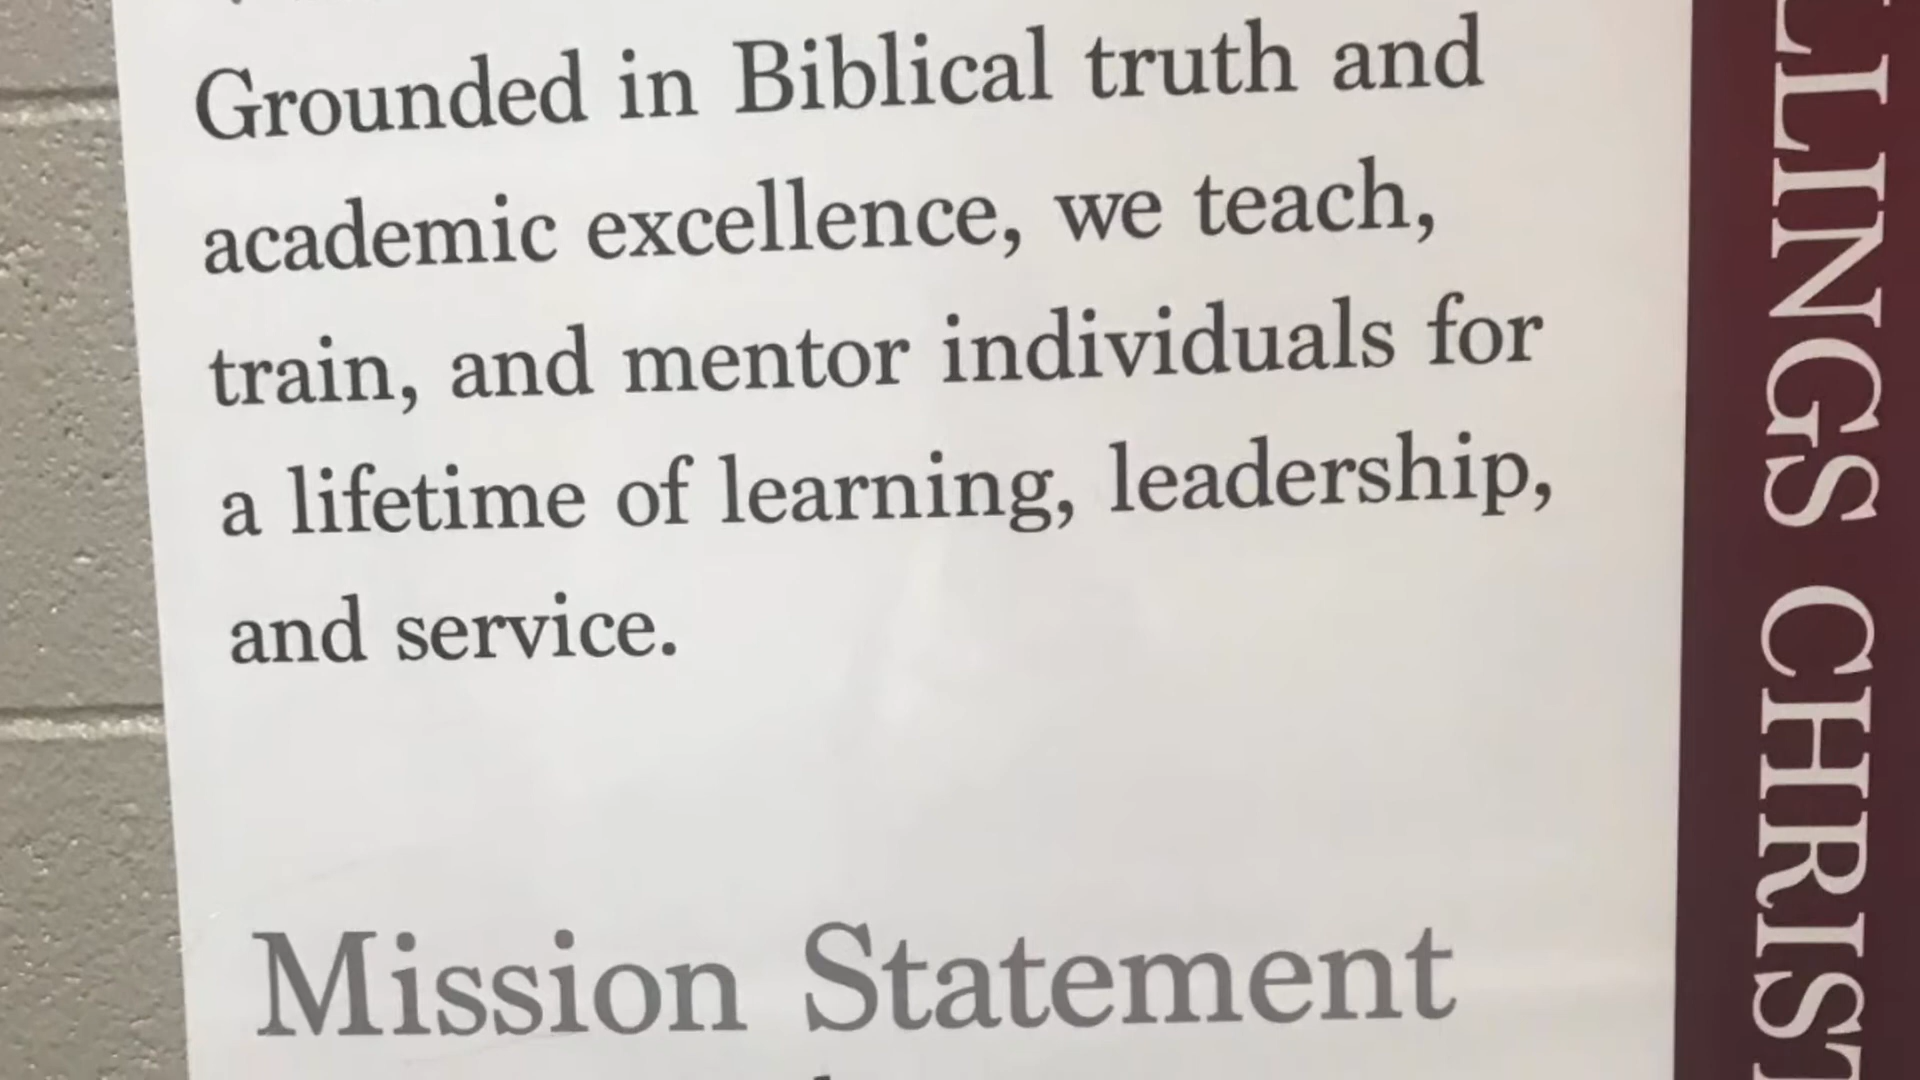 Grounded in Biblical truth and
academic excellence, we teach,
train, and mentor individuals for
a lifetime of learning, leadership,
and service.
Mission Statement
LLINGS CHRIST